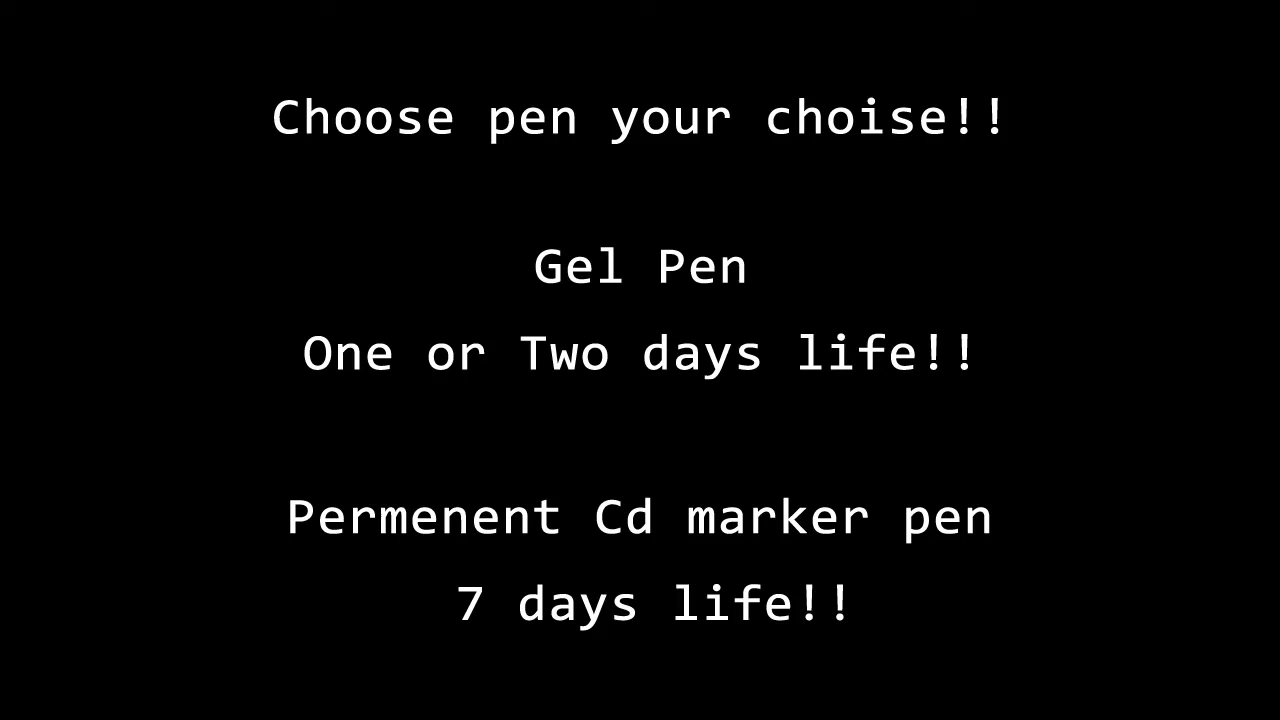 Choose pen your choise!!
Gel Pen
One or Two days life!!
Permenent Cd marker pen
7 days life!!